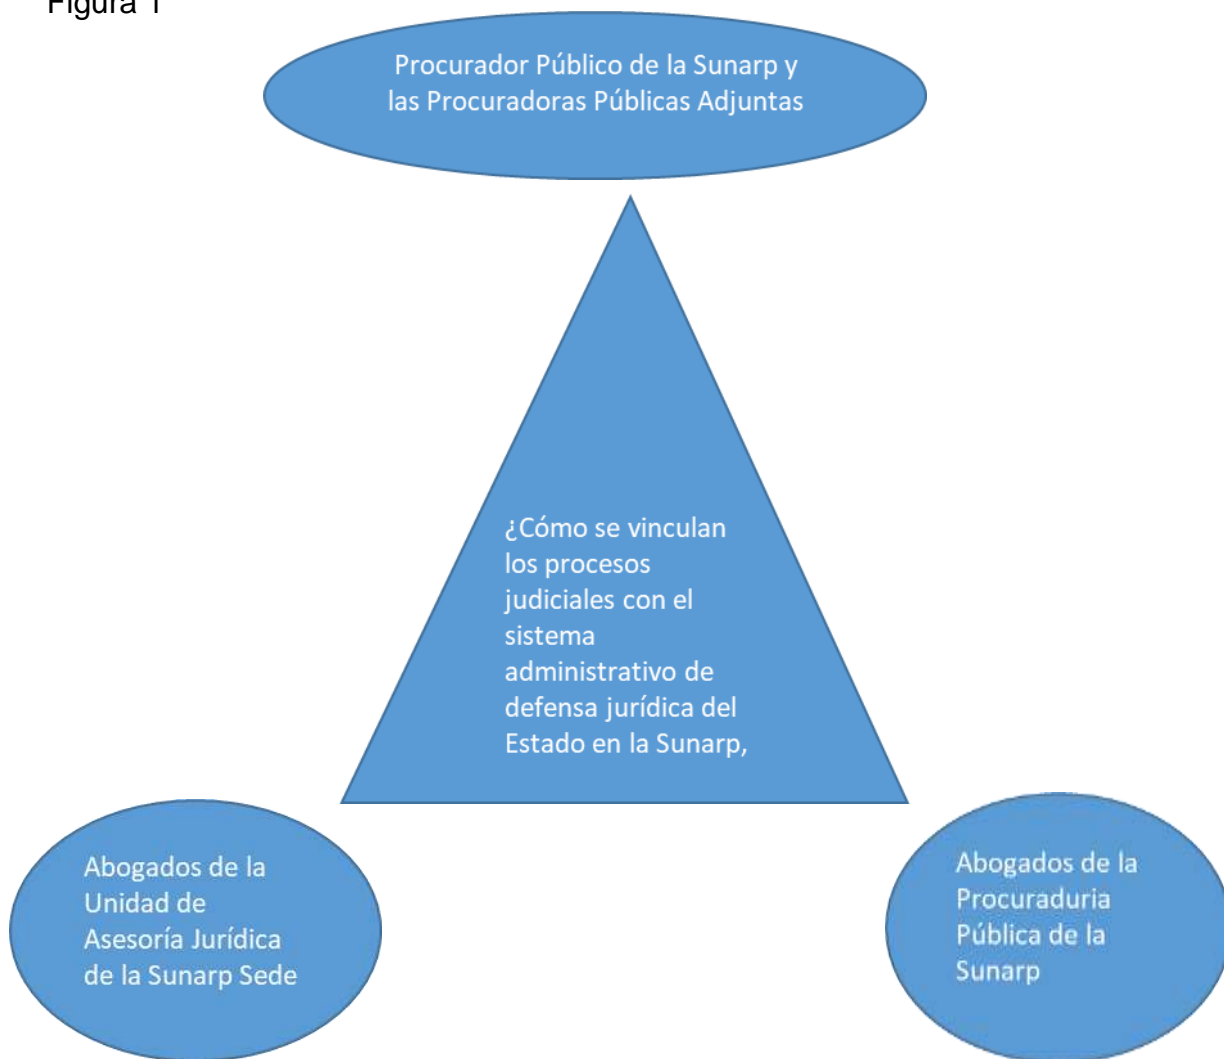 Figura 1
Procurador Público de la Sunarp y
las Procuradoras Públicas Adjuntas
¿Cómo se vinculan
los procesos
judiciales con el
sistema
administrativo de
defensa jurídica del
Estado en la Sunarp,
Abogados de la
Unidad de
Asesoría Jurídica
de la Sunarp Sede
Abogados de la
Procuraduria
Pública de la
Sunarp